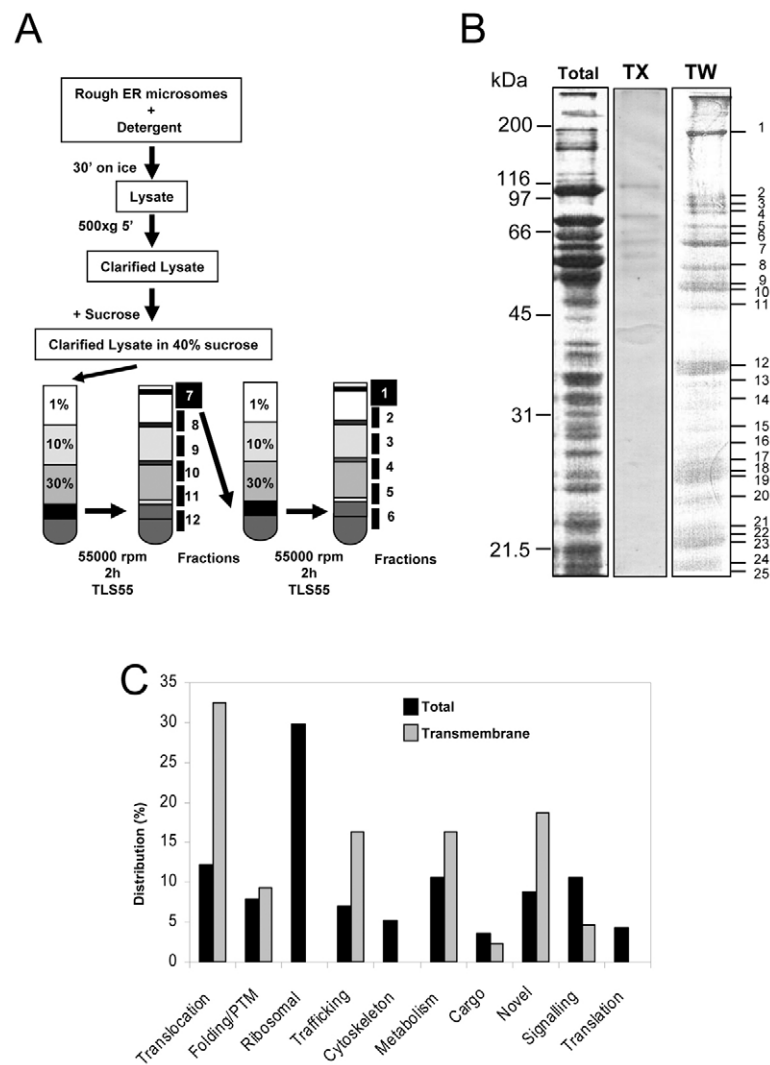 A
Rough ER microsomes
+
Detergent
30' on ice
Lysate
500xg 5'
Clarified Lysate
+ Sucrose
Clarified Lysate in 40% sucrose
1%
10%
30%
7
8
9
10
11
12
1%
10%
30%
1
2
3
4
5
6
55000 rpm
2h
TLS55
Fractions
55000 rpm
2h
TLS55
Fractions
B
kDa
Total TX TW
200
116
97
66
45
31
21.5
1
2
3
4
5
6
7
8
9
10
11
12
13
14
15
16
17
18
19
20
21
22
23
24
25
C
Distribution (%)
35
30
25
20
15
10
5
0
Total
Transmembrane
Translocation
Folding/PTM
Ribosomal
Trafficking
Cytoskeleton
Metabolism
Cargo
Novel
Signalling
Translation